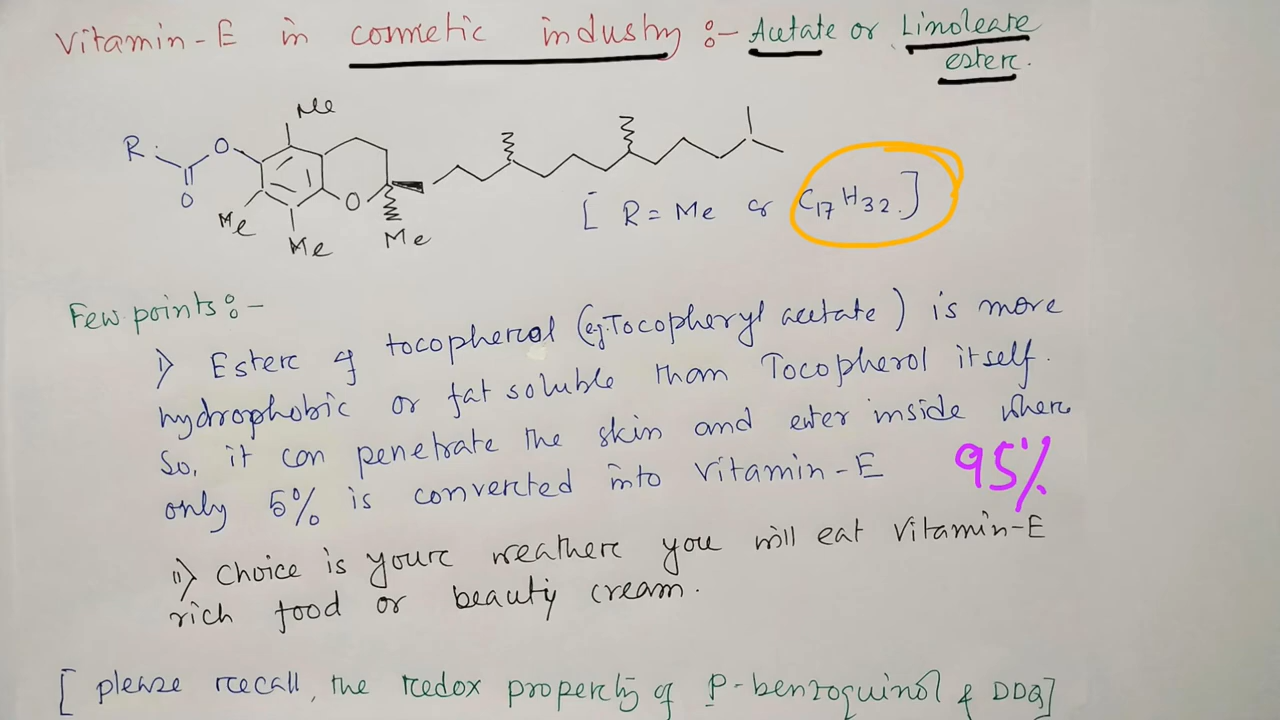 Vitamin-E in cosmetic industry :- Acetate or Linoleate
ester.
Me
R
O
O
O
Me
Me
Me
[ R = Me or C17H32.]
Few points :-
i) Ester of tocopherol (eg. Tocopheryl acetate) is more
hydrophobic or fat soluble than Tocopherol itself.
So, it can penetrate the skin and enter inside where
only 5% is converted into vitamin-E 95%
ii) Choice is your weather you will eat vitamin-E
rich food or beauty cream.
[ please recall, the redox property of p-benzoquinol & DDQ]